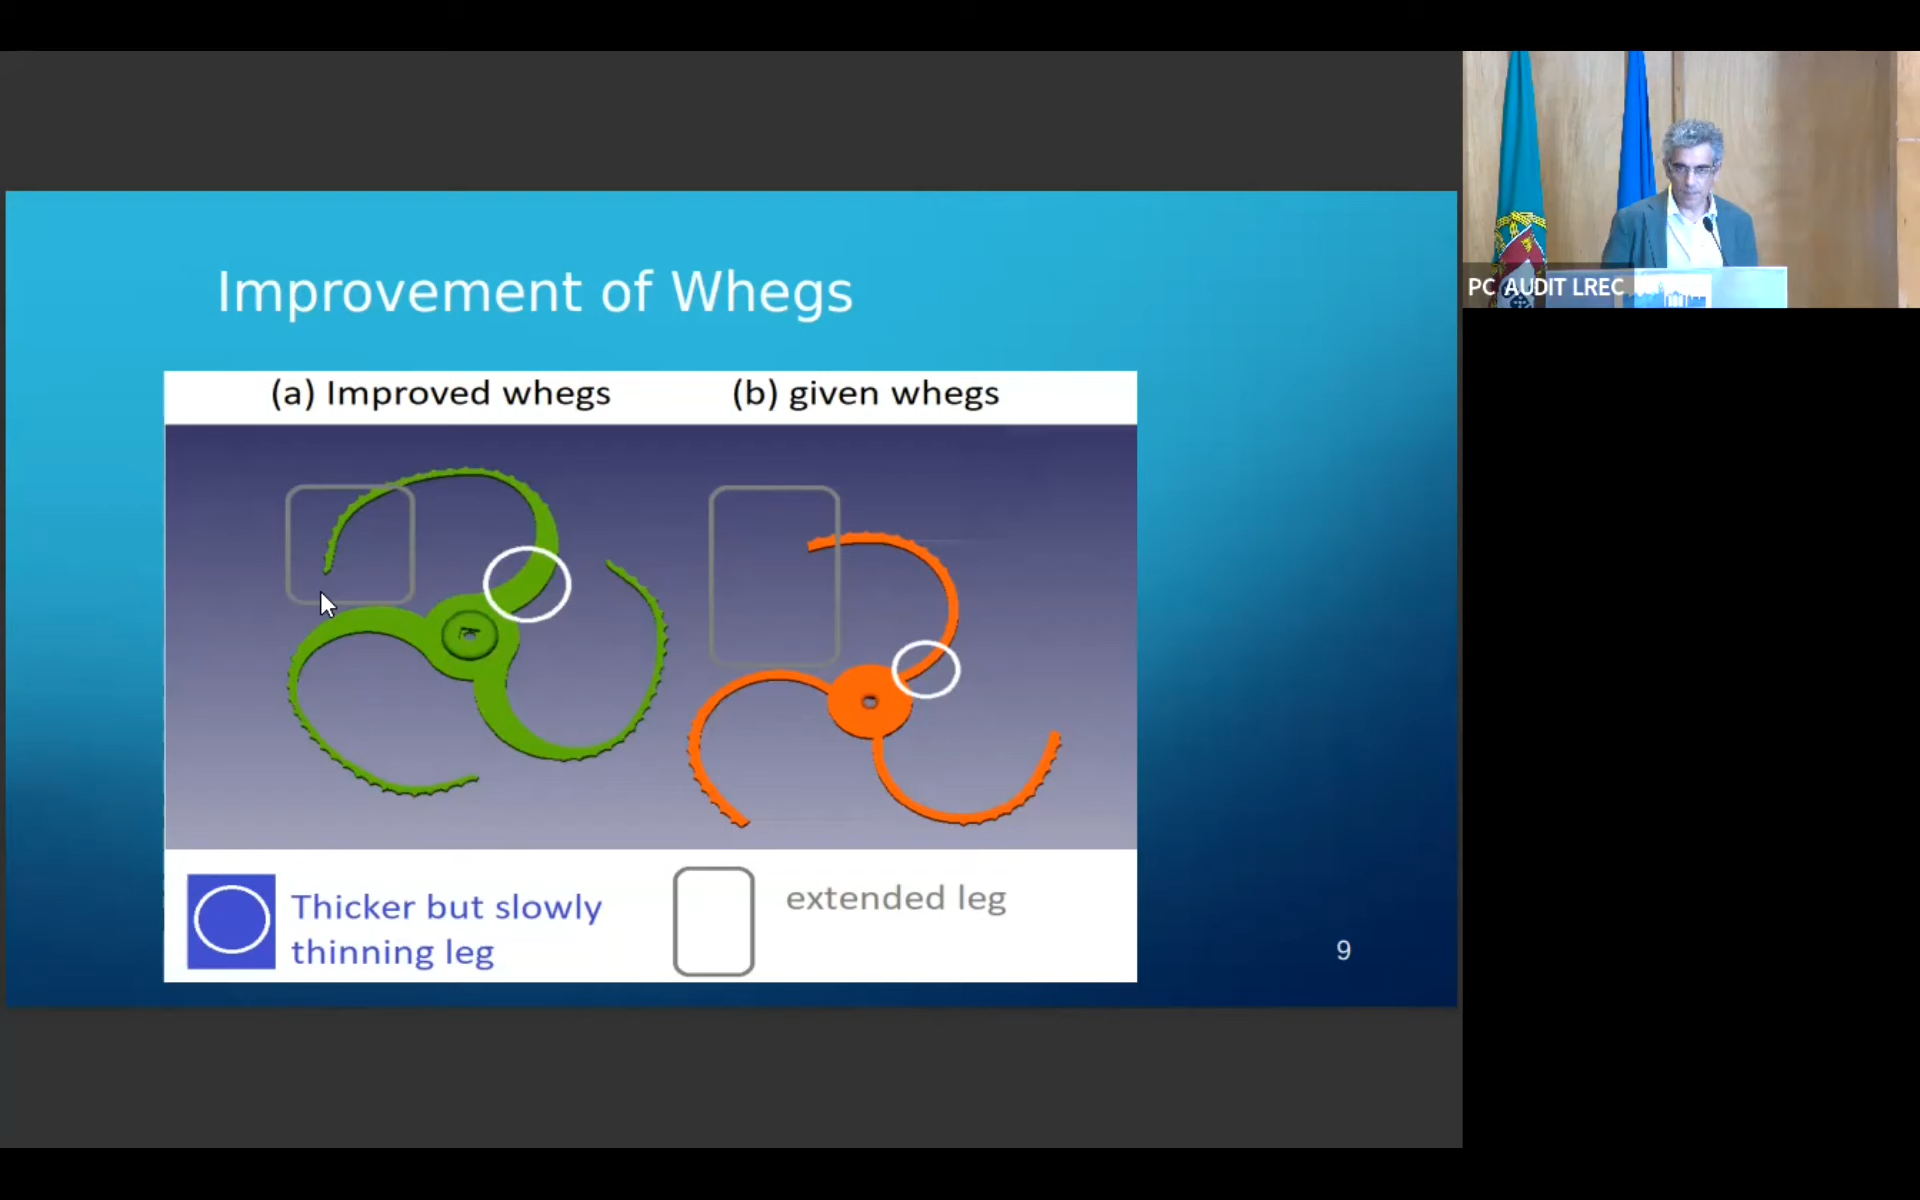 Improvement of Whegs
(a) Improved whegs
(b) given whegs
Thicker but slowly
thinning leg
extended leg
9
PC AUDIT LREC